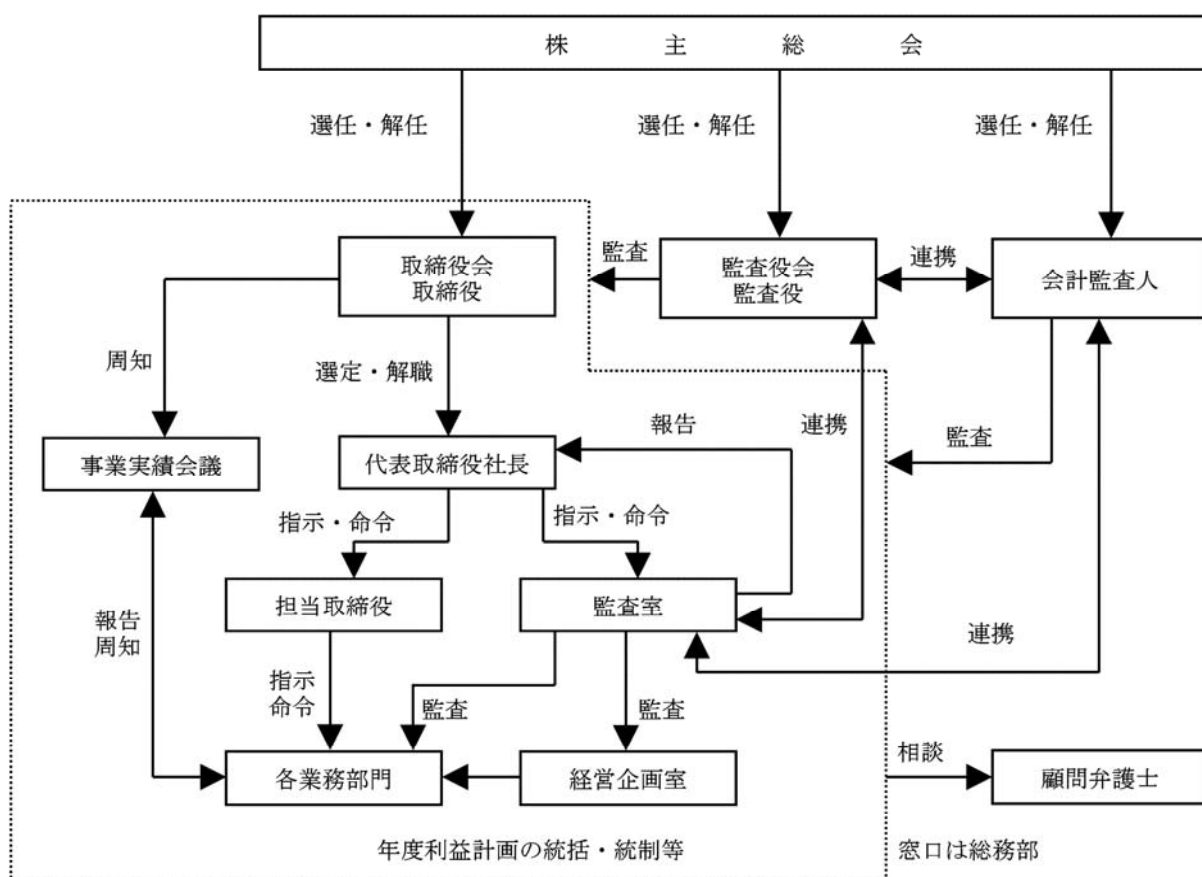 株主総会
選任・解任
選任・解任
選任・解任
取締役会
取締役
監査
監査役会
監査役
連携
会計監査人
周知
選定・解職
報告
連携
監査
事業実績会議
代表取締役社長
指示・命令
指示・命令
担当取締役
監査室
報告
周知
連携
指示
命令
監査
監査
各業務部門
経営企画室
相談
顧問弁護士
年度利益計画の統括・統制等
窓口は総務部